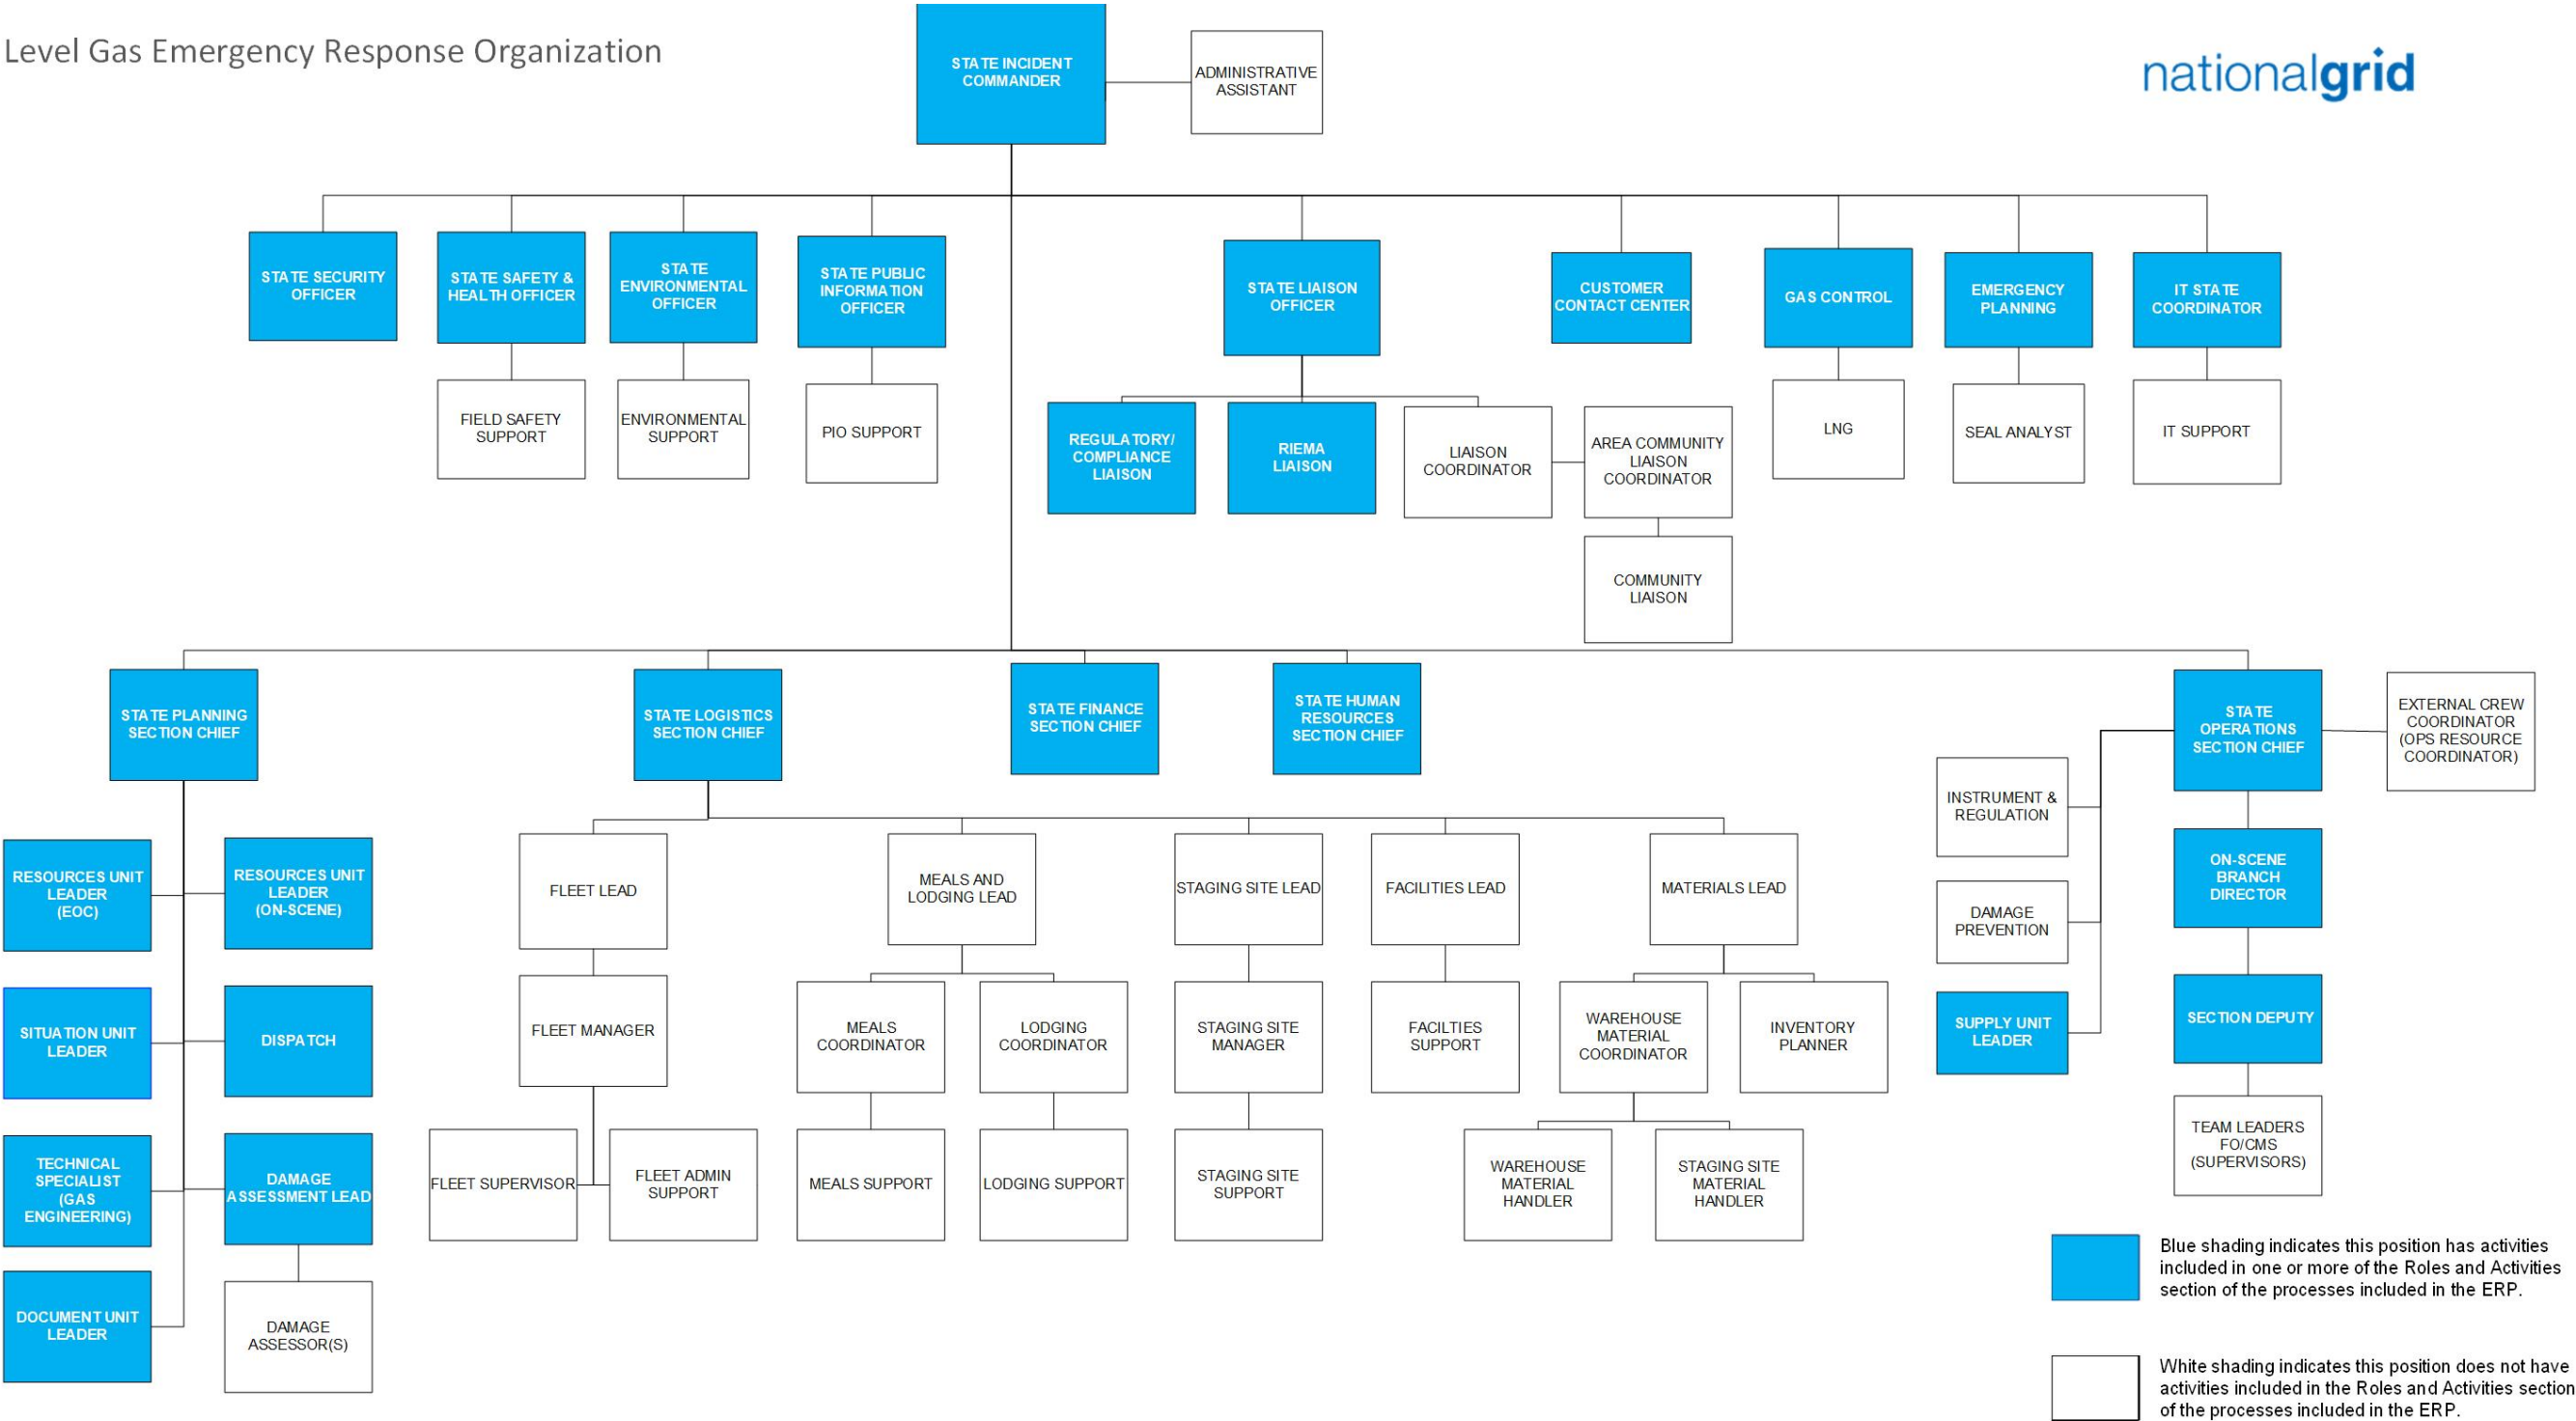 Level Gas Emergency Response Organization
nationalgrid
STATE INCIDENT
COMMANDER
ADMINISTRATIVE
ASSISTANT
STATE SECURITY
OFFICER
STATE SAFETY &
HEALTH OFFICER
STATE
ENVIRONMENTAL
OFFICER
STATE PUBLIC
INFORMATION
OFFICER
STATE LIAISON
OFFICER
CUSTOMER
CONTACT CENTER
GAS CONTROL
EMERGENCY
PLANNING
IT STATE
COORDINATOR
FIELD SAFETY
SUPPORT
ENVIRONMENTAL
SUPPORT
PIO SUPPORT
REGULATORY/
COMPLIANCE
LIAISON
RIEMA
LIAISON
LIAISON
COORDINATOR
AREA COMMUNITY
LIAISON
COORDINATOR
LNG
SEAL ANALYST
IT SUPPORT
COMMUNITY
LIAISON
STATE PLANNING
SECTION CHIEF
STATE LOGISTICS
SECTION CHIEF
STATE FINANCE
SECTION CHIEF
STATE HUMAN
RESOURCES
SECTION CHIEF
STATE
OPERATIONS
SECTION CHIEF
EXTERNAL CREW
COORDINATOR
(OPS RESOURCE
COORDINATOR)
INSTRUMENT &
REGULATION
RESOURCES UNIT
LEADER
(EOC)
RESOURCES UNIT
LEADER
(ON-SCENE)
FLEET LEAD
MEALS AND
LODGING LEAD
STAGING SITE LEAD
FACILITIES LEAD
MATERIALS LEAD
DAMAGE
PREVENTION
ON-SCENE
BRANCH
DIRECTOR
SITUATION UNIT
LEADER
DISPATCH
FLEET MANAGER
MEALS
COORDINATOR
LODGING
COORDINATOR
STAGING SITE
MANAGER
FACILTIES
SUPPORT
WAREHOUSE
MATERIAL
COORDINATOR
INVENTORY
PLANNER
SUPPLY UNIT
LEADER
SECTION DEPUTY
TECHNICAL
SPECIALIST
(GAS
ENGINEERING)
DAMAGE
ASSESSMENT LEAD
FLEET SUPERVISOR
FLEET ADMIN
SUPPORT
MEALS SUPPORT
LODGING SUPPORT
STAGING SITE
SUPPORT
WAREHOUSE
MATERIAL
HANDLER
STAGING SITE
MATERIAL
HANDLER
TEAM LEADERS
FO/CMS
(SUPERVISORS)
DOCUMENT UNIT
LEADER
DAMAGE
ASSESSOR(S)
Blue shading indicates this position has activities
included in one or more of the Roles and Activities
section of the processes included in the ERP.
White shading indicates this position does not have
activities included in the Roles and Activities section
of the processes included in the ERP.